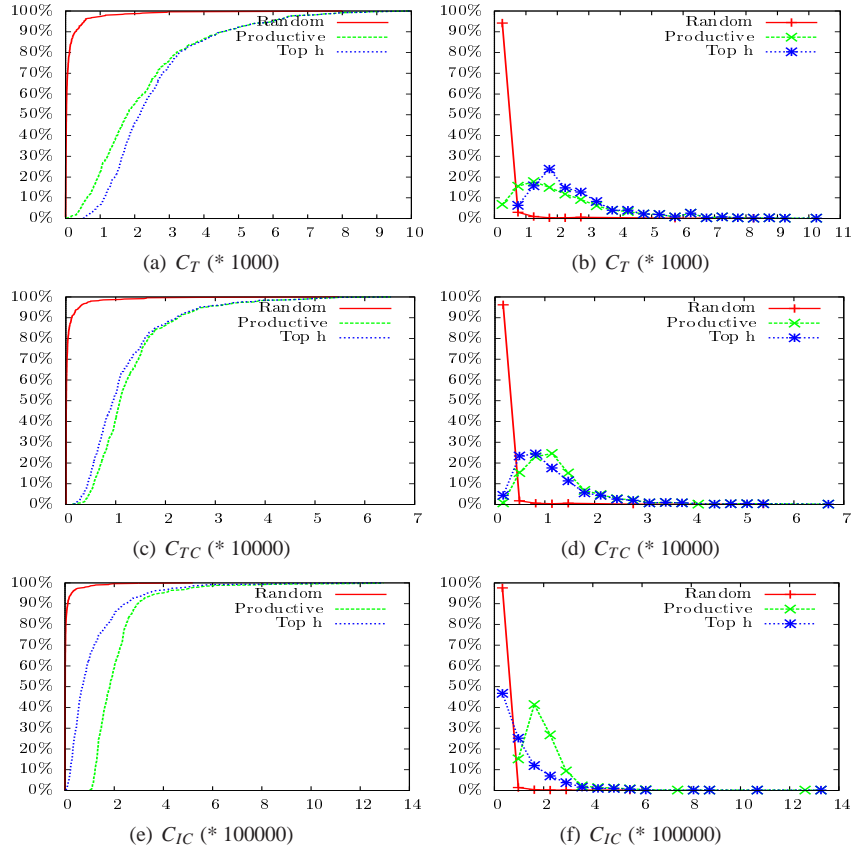 100%
90%
80%
70%
60%
50%
40%
30%
20%
10%
0%
0 1 2 3 4 5 6 7 8 9 10
Random
Productive
Top h
(a) C_T (* 1000)
100%
90%
80%
70%
60%
50%
40%
30%
20%
10%
0%
0 1 2 3 4 5 6 7 8 9 10 11
Random
Productive
Top h
(b) C_T (* 1000)
100%
90%
80%
70%
60%
50%
40%
30%
20%
10%
0%
0 1 2 3 4 5 6 7
Random
Productive
Top h
(c) C_TC (* 10000)
100%
90%
80%
70%
60%
50%
40%
30%
20%
10%
0%
0 1 2 3 4 5 6 7
Random
Productive
Top h
(d) C_TC (* 10000)
100%
90%
80%
70%
60%
50%
40%
30%
20%
10%
0%
0 2 4 6 8 10 12 14
Random
Productive
Top h
(e) C_IC (* 100000)
100%
90%
80%
70%
60%
50%
40%
30%
20%
10%
0%
0 2 4 6 8 10 12 14
Random
Productive
Top h
(f) C_IC (* 100000)